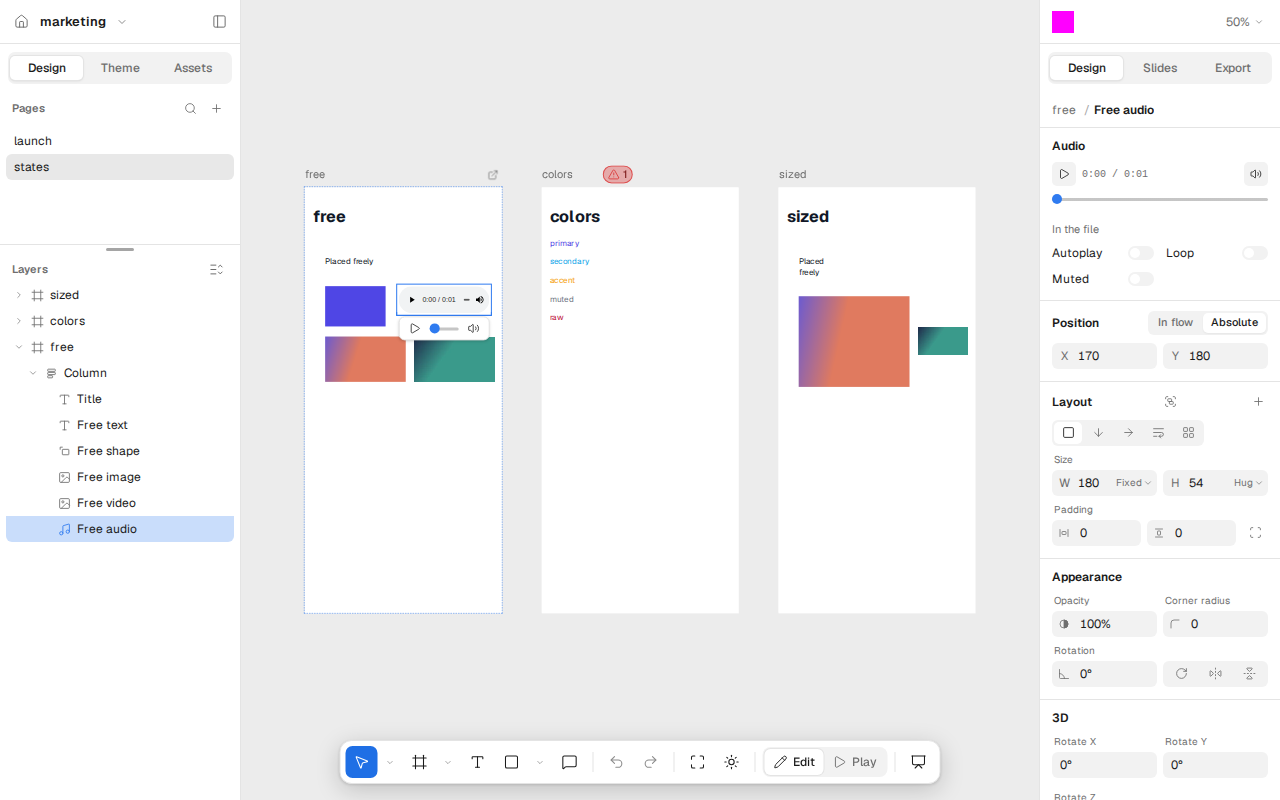 marketing
Design
Theme
Assets
Pages
launch
states
Layers
sized
colors
free
Column
Title
Free text
Free shape
Free image
Free video
Free audio
free
free
Placed freely
0:00 / 0:01
colors
1
colors
primary
secondary
accent
muted
raw
sized
sized
Placed
freely
Edit
Play
50%
Design
Slides
Export
free / Free audio
Audio
0:00 / 0:01
In the file
Autoplay
Loop
Muted
Position
In flow
Absolute
X 170
Y 180
Layout
Size
W 180 Fixed
H 54 Hug
Padding
0
0
Appearance
Opacity
Corner radius
100%
0
Rotation
0°
3D
Rotate X
Rotate Y
0°
0°
Rotate Z